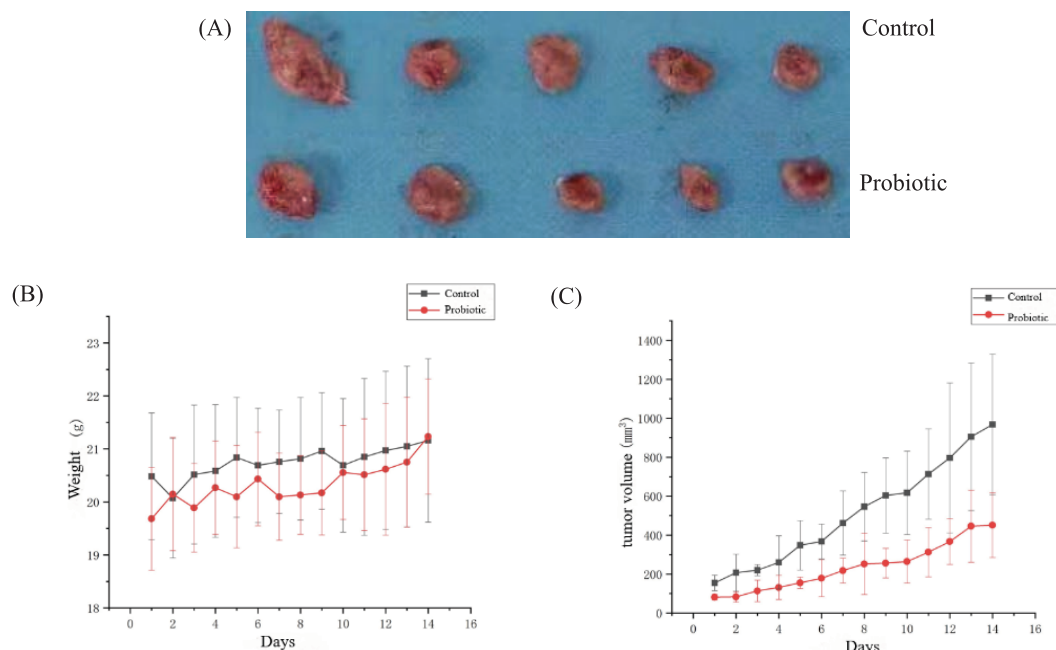 (A)
Control
Probiotic
(B)
Control
Probiotic
23
22
21
20
19
18
Weight (g)
0 2 4 6 8 10 12 14 16
Days
(C)
Control
Probiotic
1400
1200
1000
800
600
400
200
0
tumor volume (mm³)
0 2 4 6 8 10 12 14 16
Days